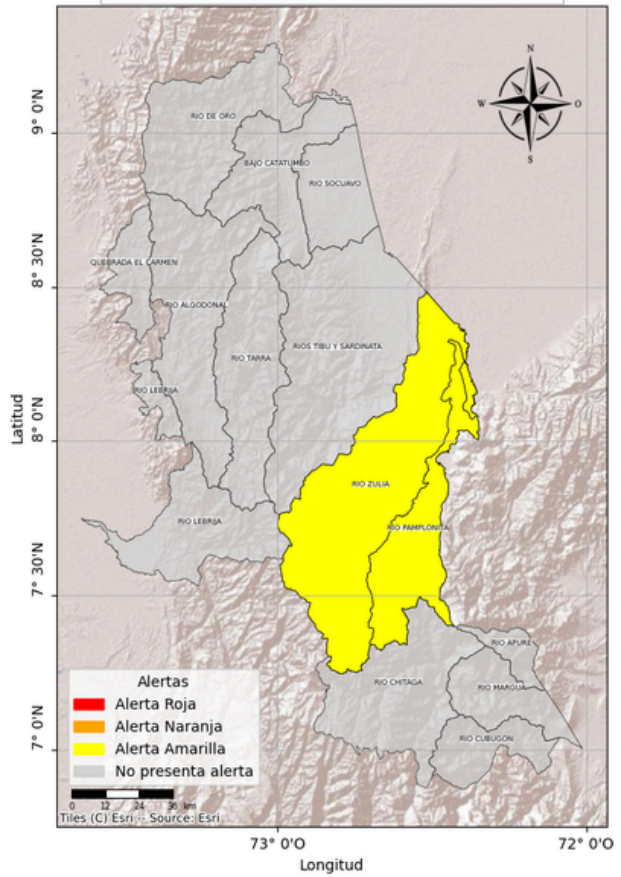 N
W
O
S
RIO DE ORO
BAJO CATATUMBO
RIO SOCUAVO
QUEBRADA EL CARMEN
RIO ALGODONAL
RIOS TIBU Y SARDINATA
RIO TARRA
RIO LEBRIJA
RIO ZULIA
RIO LEBRIJA
RIO PAMPLONITA
RIO APURE
RIO CHITAGA
RIO MARGUA
RIO CUBUGON
9° 0'N
8° 30'N
8° 0'N
7° 30'N
7° 0'N
Latitud
Alertas
Alerta Roja
Alerta Naranja
Alerta Amarilla
No presenta alerta
0 12 24 36 km
Tiles (C) Esri -- Source: Esri
73° 0'O
72° 0'O
Longitud